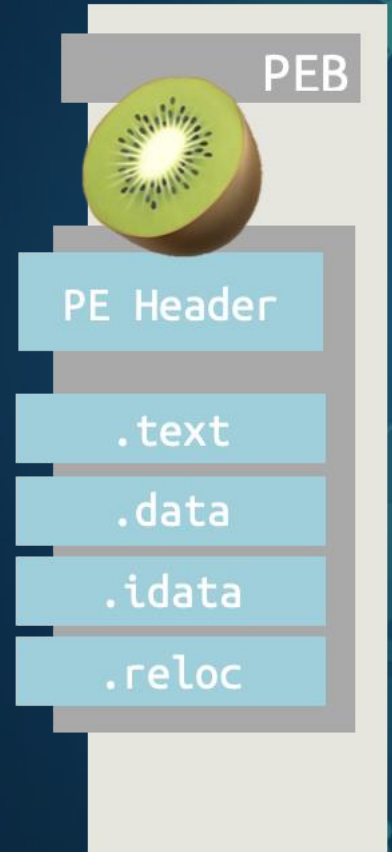 PEB
PE Header
.text
.data
.idata
.reloc